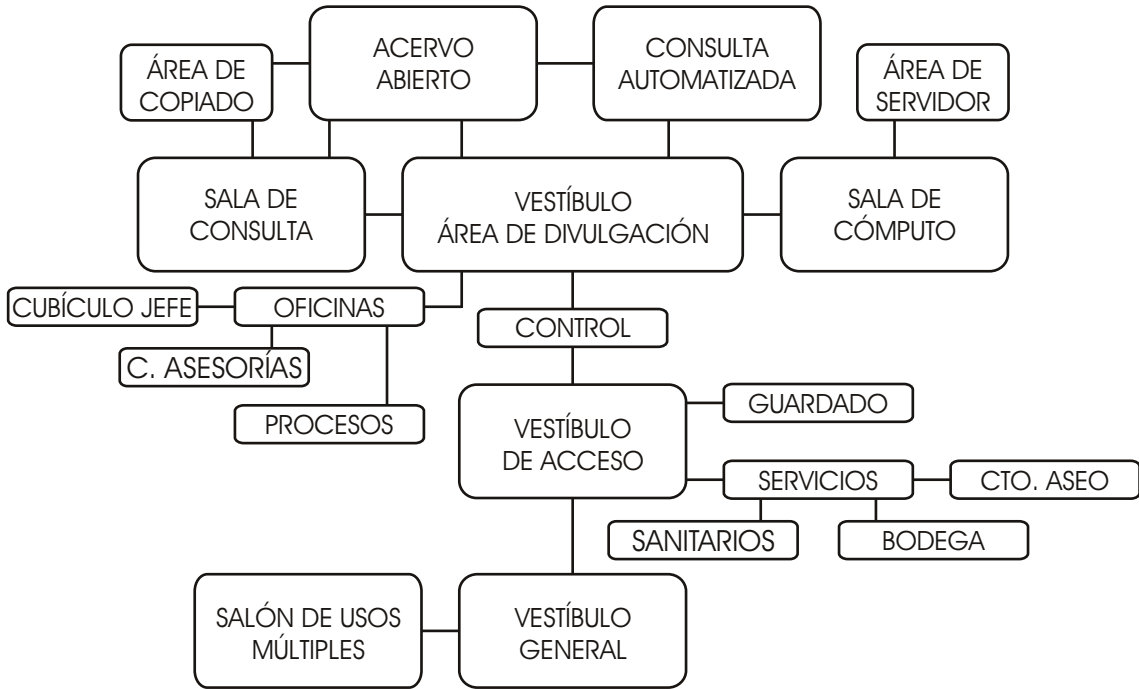 ÁREA DE
COPIADO
ACERVO
ABIERTO
CONSULTA
AUTOMATIZADA
ÁREA DE
SERVIDOR
SALA DE
CONSULTA
VESTÍBULO
ÁREA DE DIVULGACIÓN
SALA DE
CÓMPUTO
CUBÍCULO JEFE
OFICINAS
CONTROL
C. ASESORÍAS
PROCESOS
VESTÍBULO
DE ACCESO
GUARDADO
SERVICIOS
CTO. ASEO
SANITARIOS
BODEGA
SALÓN DE USOS
MÚLTIPLES
VESTÍBULO
GENERAL